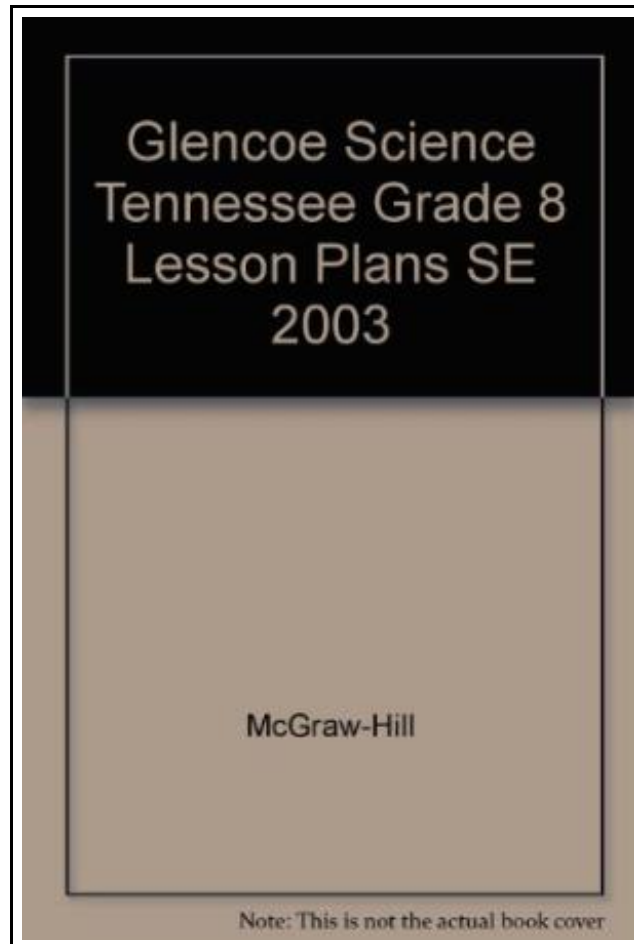 Glencoe Science
Tennessee Grade 8
Lesson Plans SE
2003
McGraw-Hill
Note: This is not the actual book cover